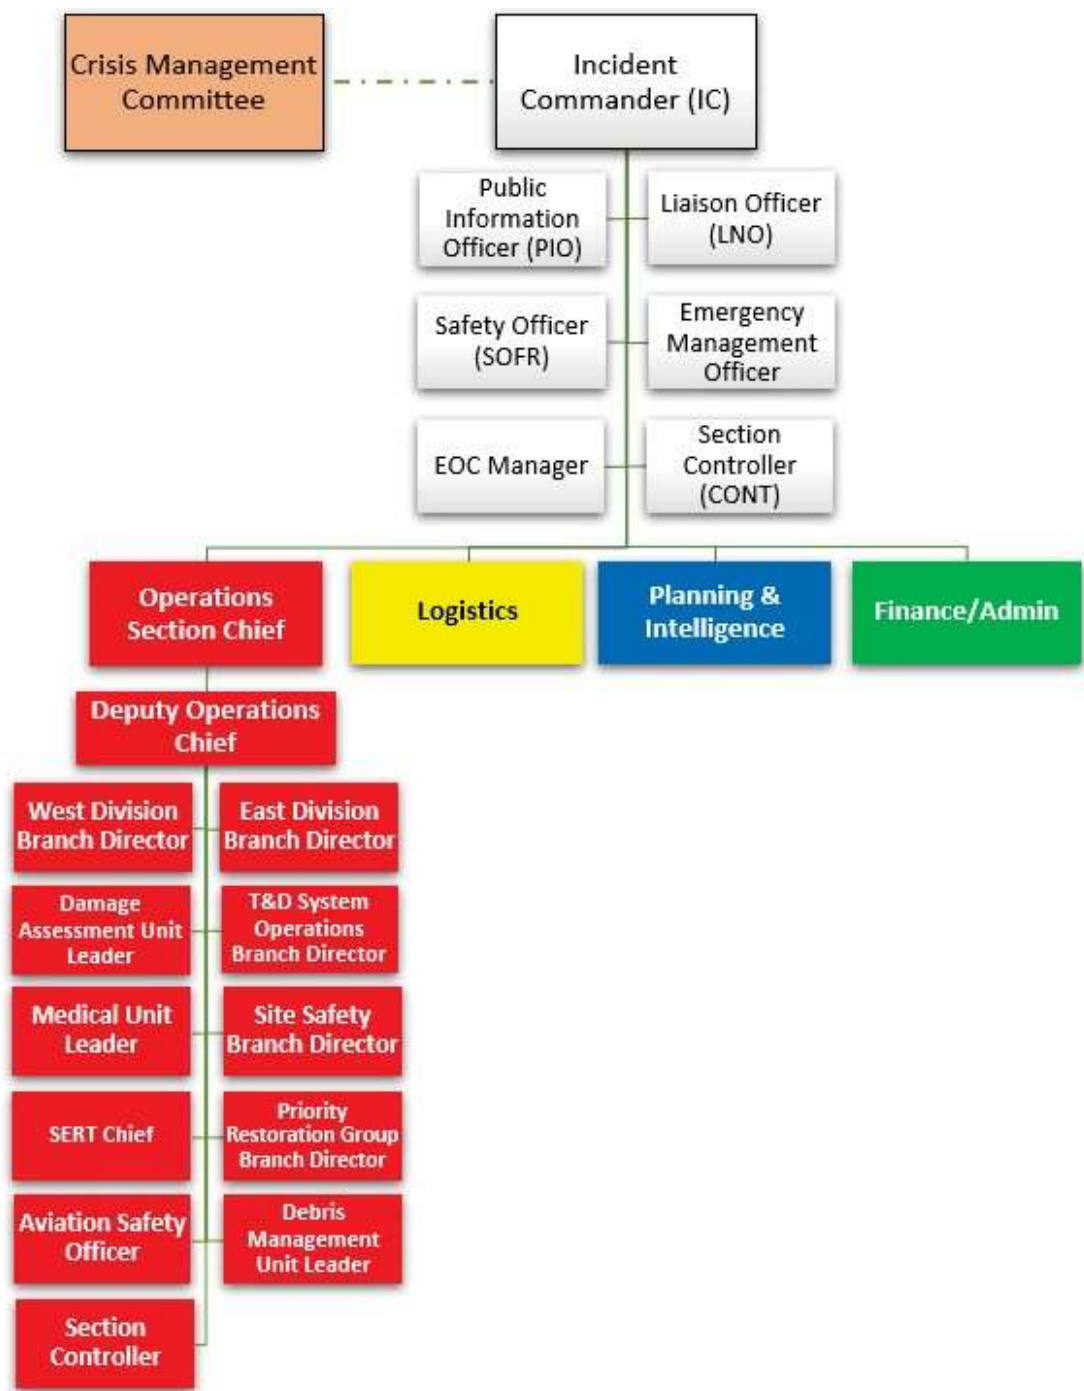 Crisis Management
Committee
Incident
Commander (IC)
Public
Information
Officer (PIO)
Liaison Officer
(LNO)
Safety Officer
(SOFR)
Emergency
Management
Officer
EOC Manager
Section
Controller
(CONT)
Operations
Section Chief
Logistics
Planning &
Intelligence
Finance/Admin
Deputy Operations
Chief
West Division
Branch Director
East Division
Branch Director
Damage
Assessment Unit
Leader
T&D System
Operations
Branch Director
Medical Unit
Leader
Site Safety
Branch Director
SERT Chief
Priority
Restoration Group
Branch Director
Aviation Safety
Officer
Debris
Management
Unit Leader
Section
Controller